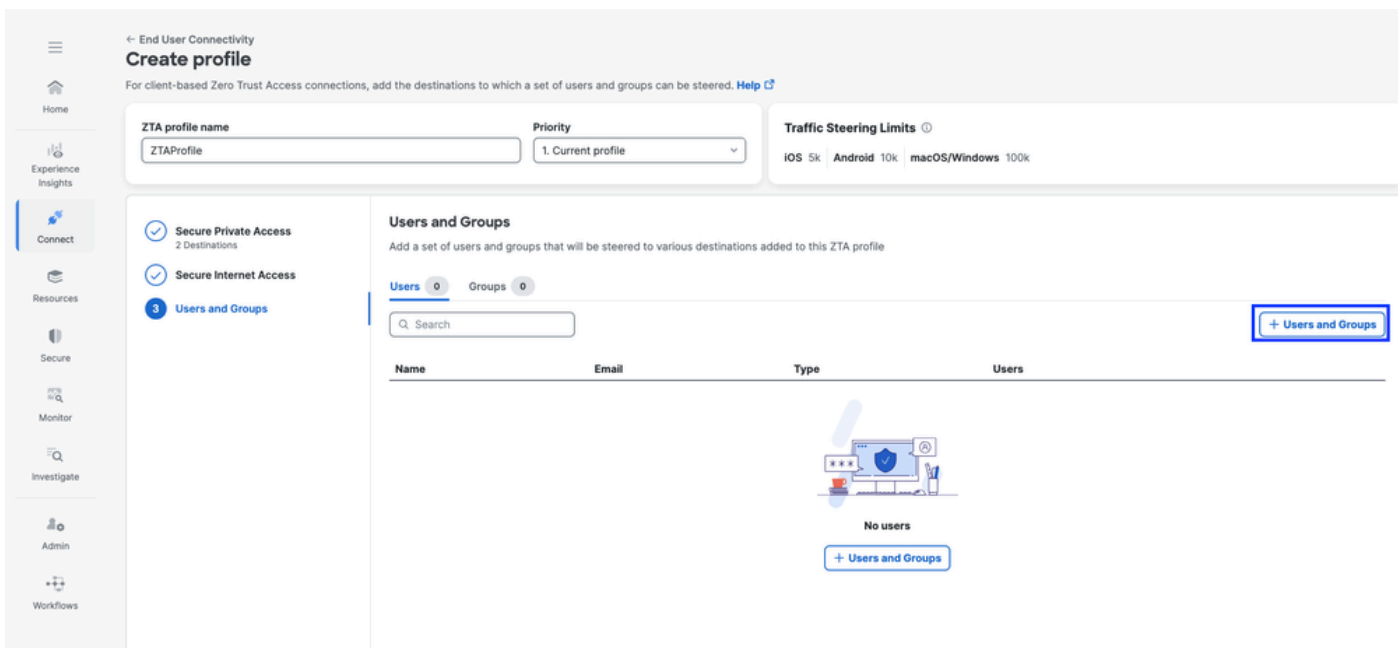 ← End User Connectivity
Create profile
For client-based Zero Trust Access connections, add the destinations to which a set of users and groups can be steered. Help
Home
Experience
Insights
Connect
Resources
Secure
Monitor
Investigate
Admin
Workflows
ZTA profile name
ZTAProfile
Priority
1. Current profile
Traffic Steering Limits
iOS 5k Android 10k macOS/Windows 100k
Secure Private Access
2 Destinations
Secure Internet Access
3 Users and Groups
Users and Groups
Add a set of users and groups that will be steered to various destinations added to this ZTA profile
Users 0 Groups 0
Search
+ Users and Groups
Name Email Type Users
***
No users
+ Users and Groups